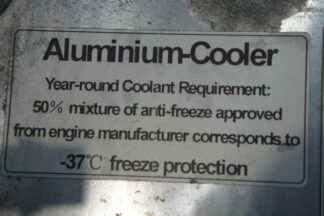 Aluminium-Cooler
Year-round Coolant Requirement:
50% mixture of anti-freeze approved
from engine manufacturer corresponds to
-37℃ freeze protection